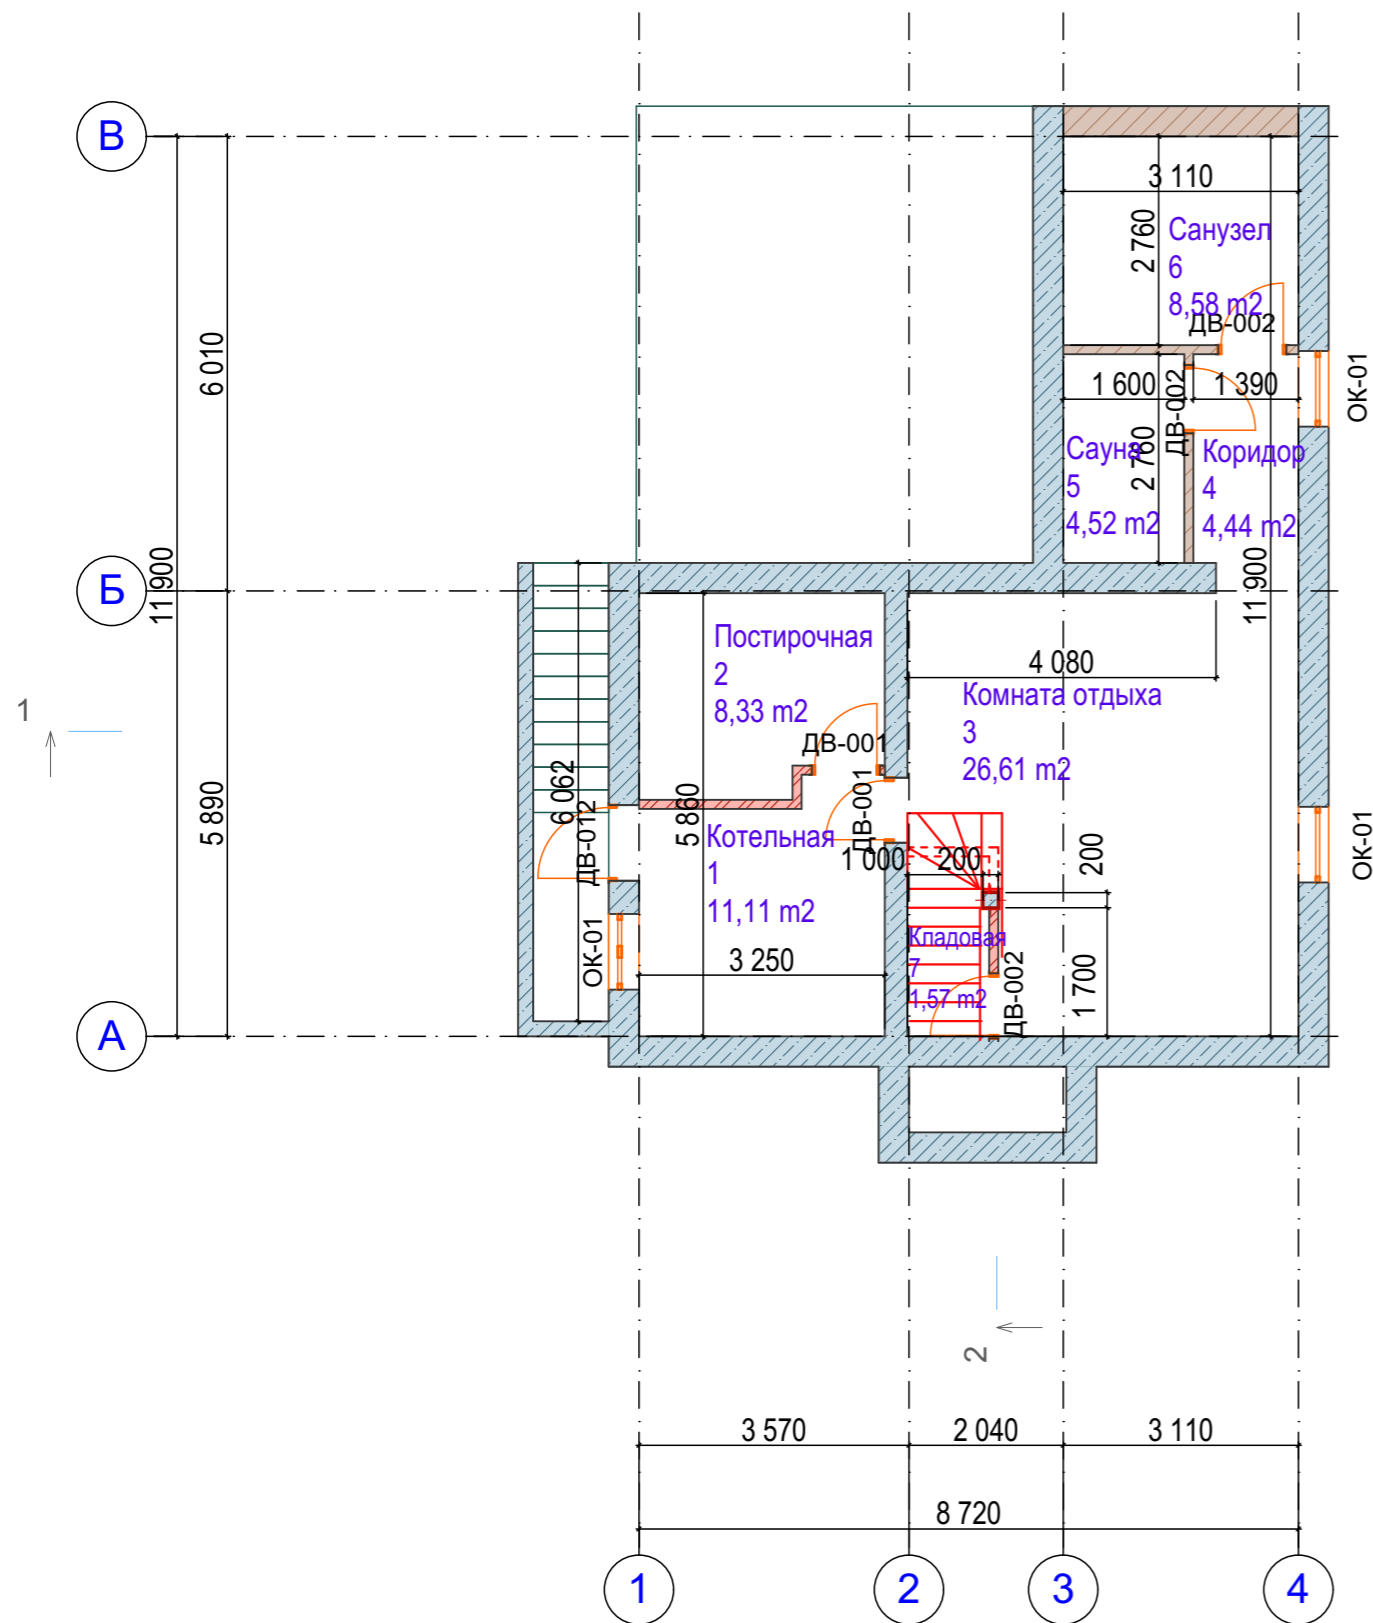 В
3 110
2 760
Санузел
6
8,58 m2
ДВ-002
6 010
1 600
ДВ-002
1 390
ОК-01
Сауна
5
4,52 m2
2 760
Коридор
4
4,44 m2
Б
11 900
11 900
Постирочная
2
8,33 m2
4 080
Комната отдыха
3
26,61 m2
1
ДВ-001
5 890
6 062
ДВ-012
5 860
Котельная
1
11,11 m2
ДВ-001
1 000
200
200
ОК-01
ОК-01
3 250
Кладовая
7
1,57 m2
ДВ-002
1 700
А
2
3 570
2 040
3 110
8 720
1
2
3
4